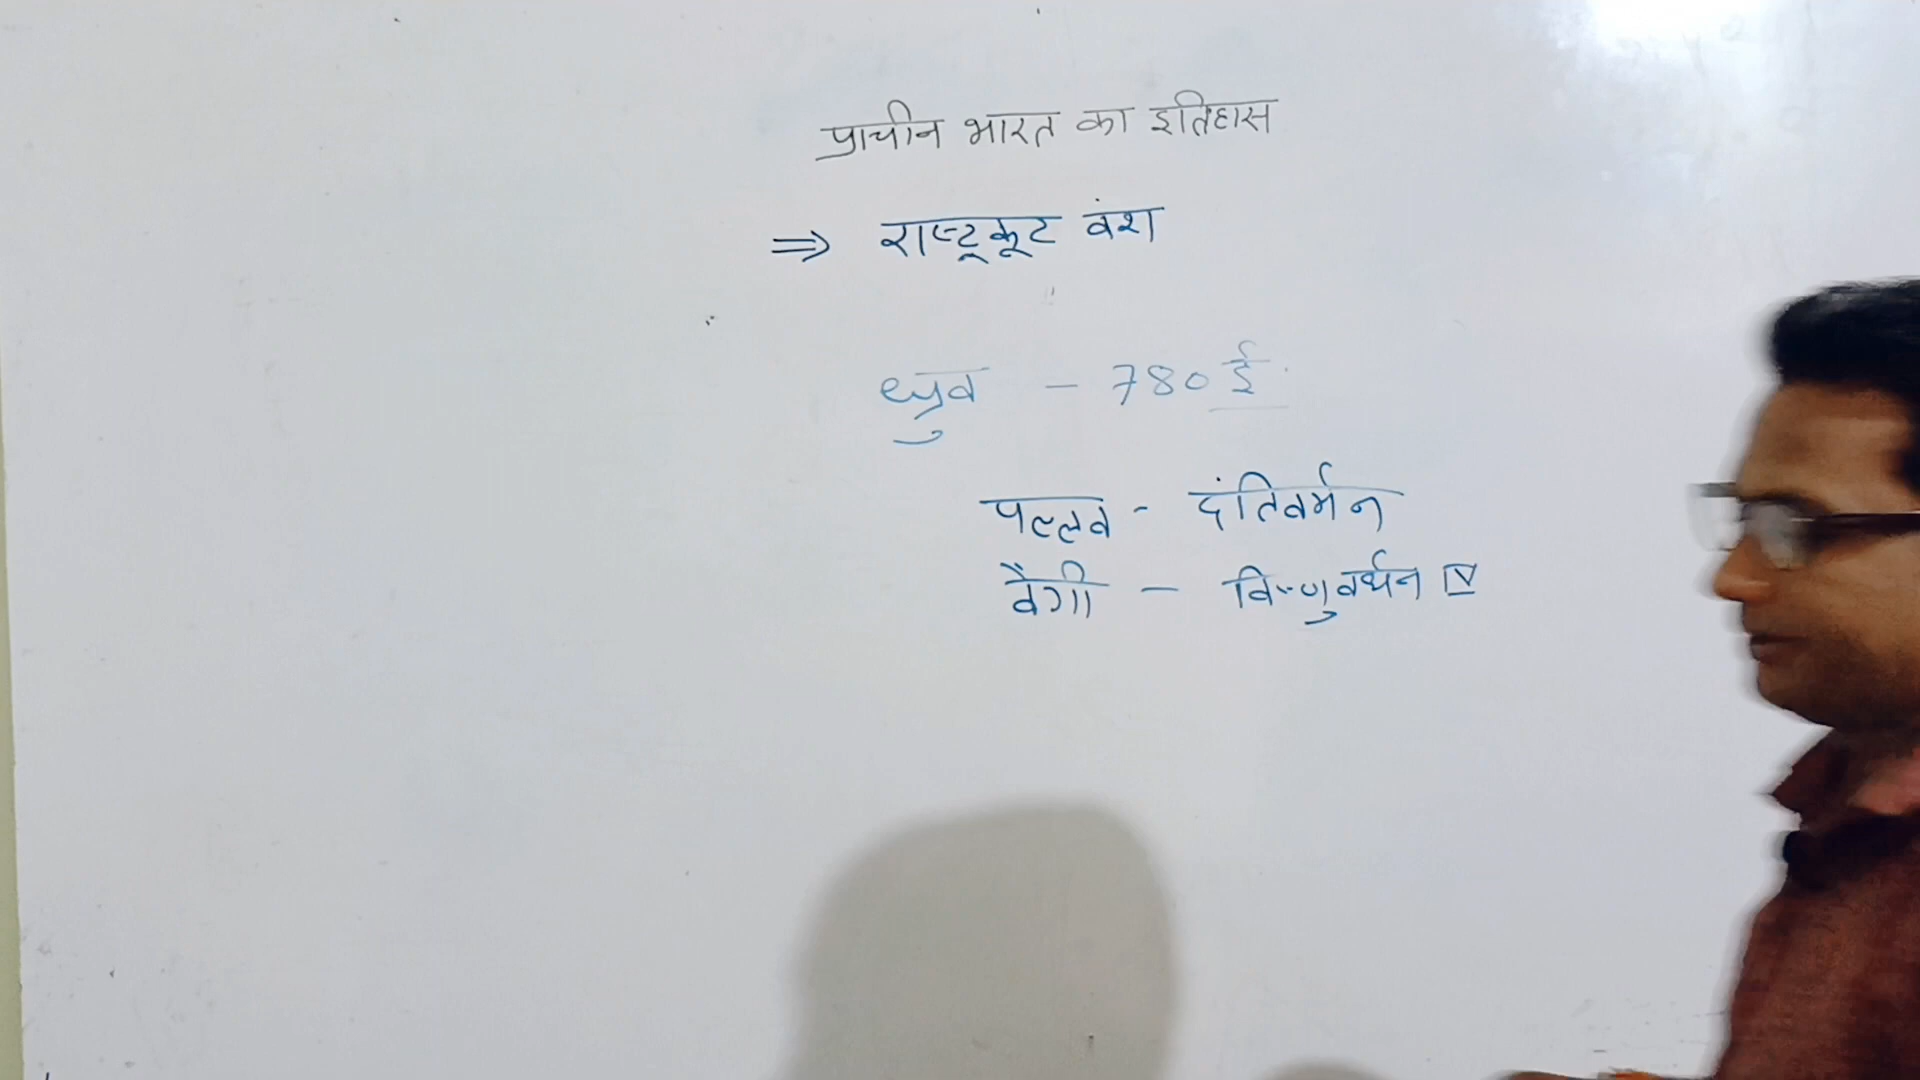 प्राचीन भारत का इतिहास
⇒ राष्ट्रकूट वंश
ध्रुव - 780 ई.
पल्लव - दंतिवर्मन
वैंगी - विष्णुवर्धन IV